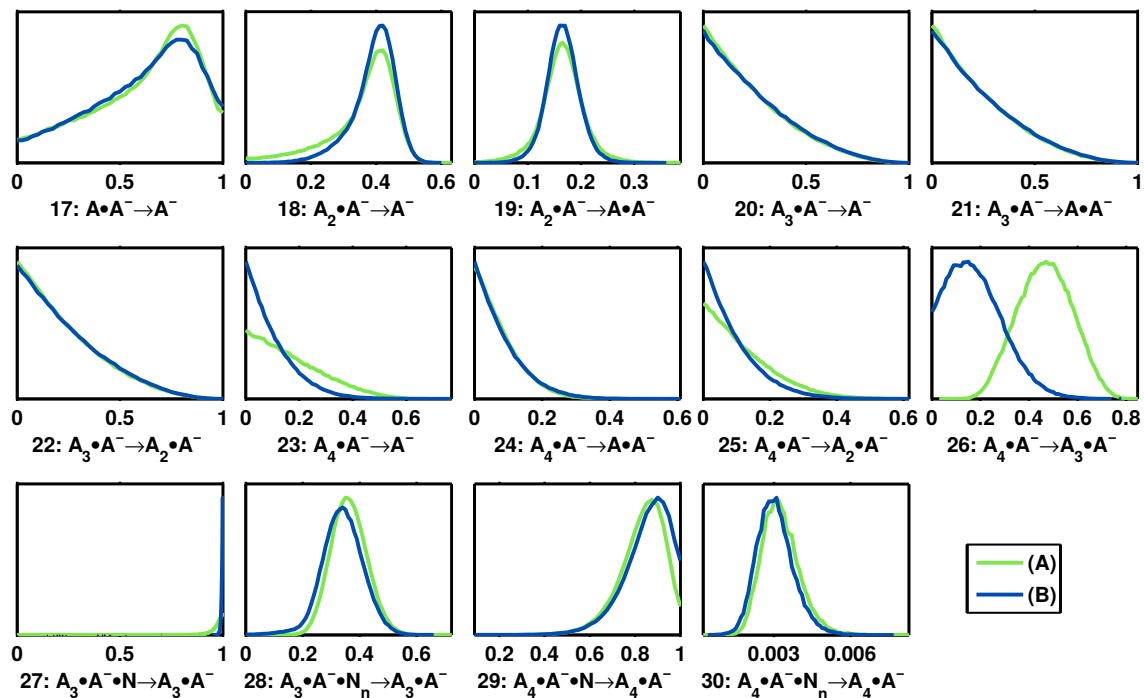 0 0.5 1 0 0.2 0.4 0.6 0 0.1 0.2 0.3 0 0.5 1 0 0.5 1
17: A•A⁻→A⁻ 18: A₂•A⁻→A⁻ 19: A₂•A⁻→A•A⁻ 20: A₃•A⁻→A⁻ 21: A₃•A⁻→A•A⁻
0 0.5 1 0 0.2 0.4 0.6 0 0.2 0.4 0.6 0 0.2 0.4 0.6 0 0.2 0.4 0.6 0.8
22: A₃•A⁻→A₂•A⁻ 23: A₄•A⁻→A⁻ 24: A₄•A⁻→A•A⁻ 25: A₄•A⁻→A₂•A⁻ 26: A₄•A⁻→A₃•A⁻
(A)
(B)
0 0.5 1 0 0.2 0.4 0.6 0.2 0.4 0.6 0.8 1 0.003 0.006
27: A₃•A⁻•N→A₃•A⁻ 28: A₃•A⁻•Nₙ→A₃•A⁻ 29: A₄•A⁻•N→A₄•A⁻ 30: A₄•A⁻•Nₙ→A₄•A⁻